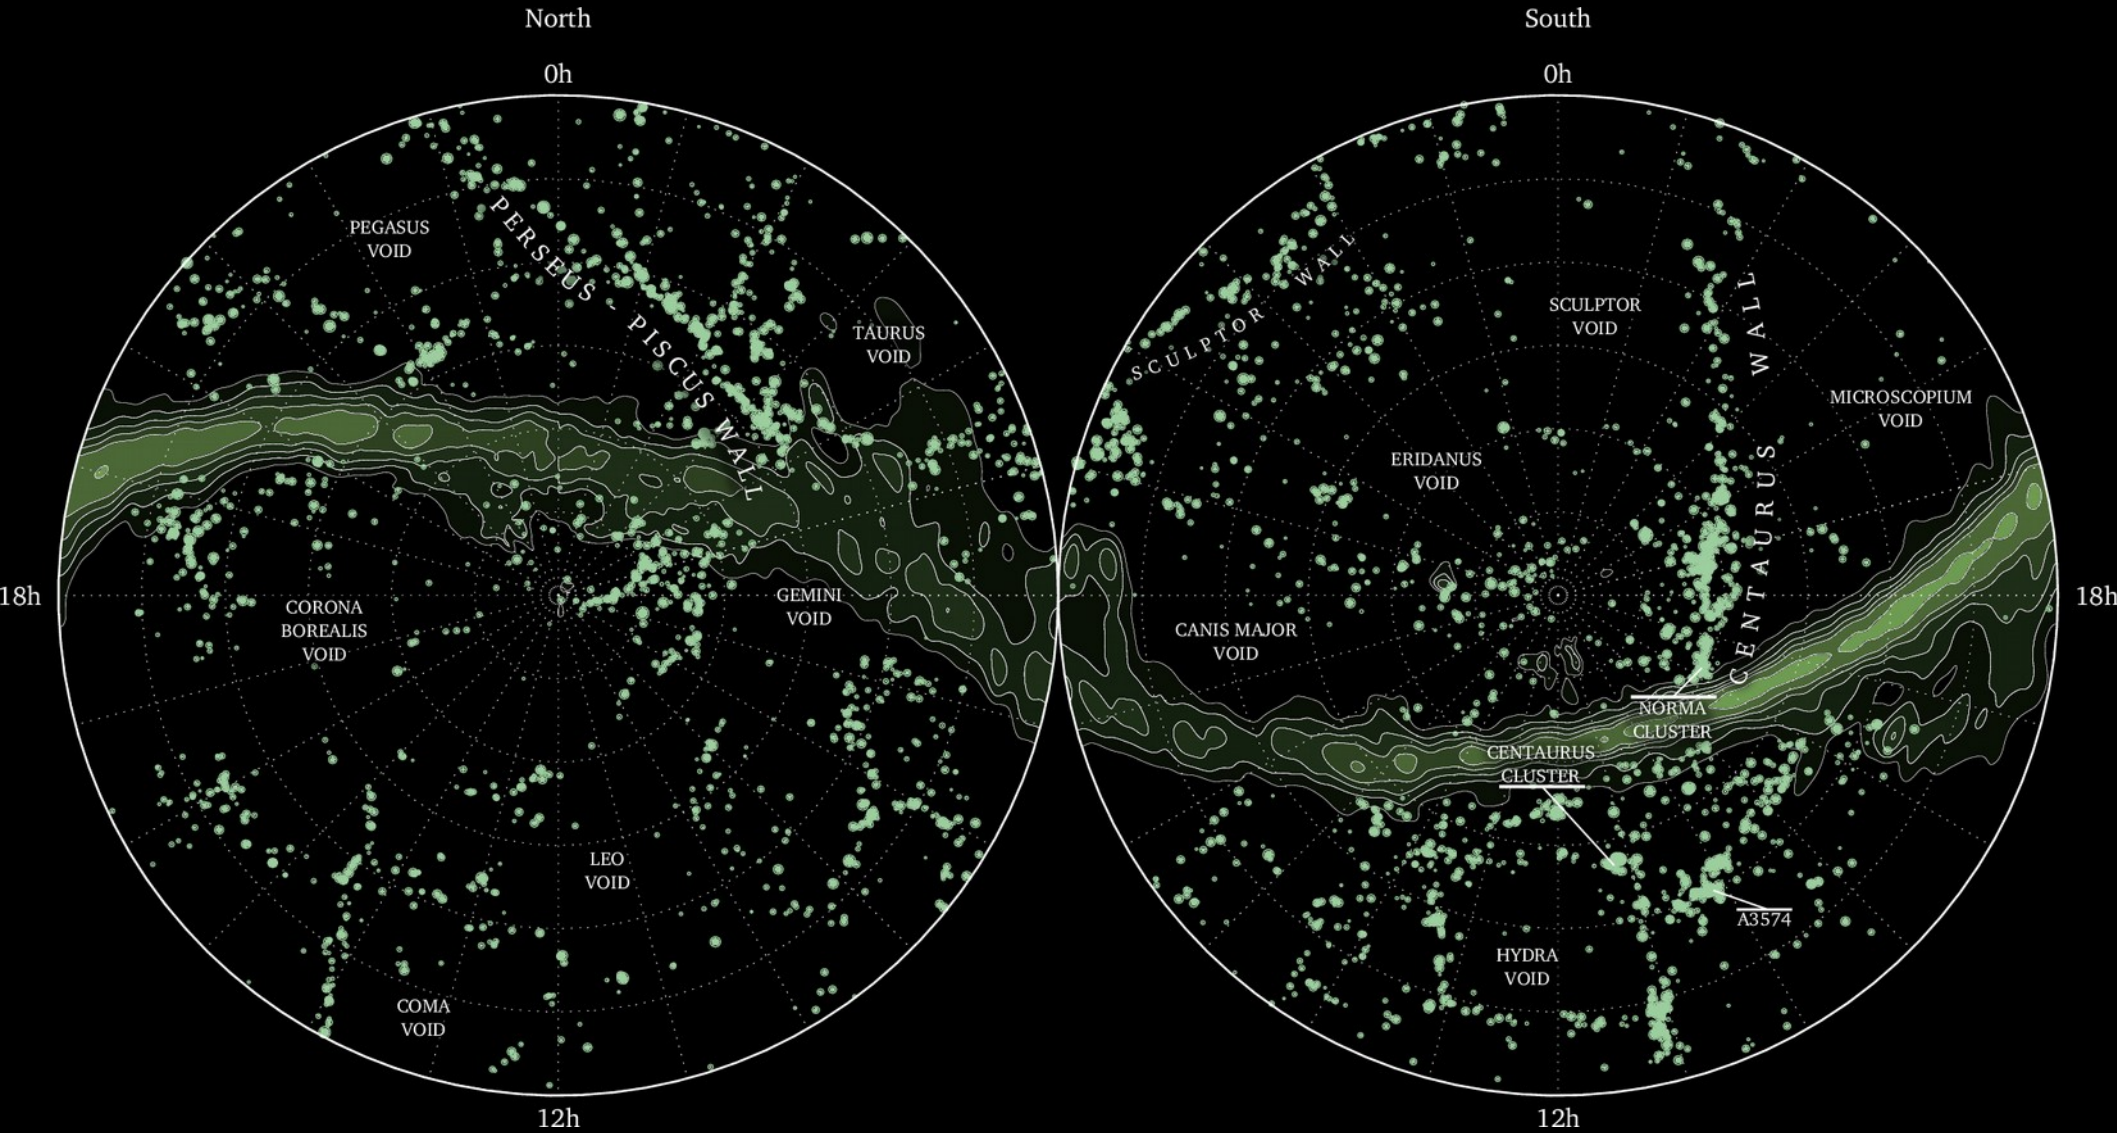 North
South
0h
0h
PEGASUS
VOID
PERSEUS - PISCUS WALL
TAURUS
VOID
SCULPTOR WALL
SCULPTOR
VOID
CENTAURUS WALL
MICROSCOPIUM
VOID
ERIDANUS
VOID
18h
CORONA
BOREALIS
VOID
GEMINI
VOID
CANIS MAJOR
VOID
18h
NORMA
CLUSTER
CENTAURUS
CLUSTER
LEO
VOID
A3574
HYDRA
VOID
COMA
VOID
12h
12h